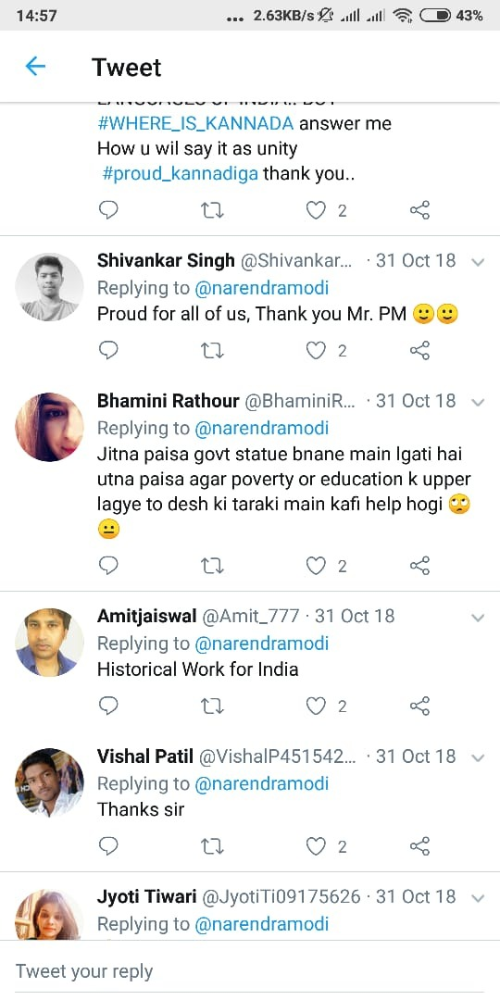 14:57
... 2.63KB/s 43%
Tweet
LANGUAGES OF INDIA.. BUT
#WHERE_IS_KANNADA answer me
How u wil say it as unity
#proud_kannadiga thank you..
2
Shivankar Singh @Shivankar... · 31 Oct 18
Replying to @narendramodi
Proud for all of us, Thank you Mr. PM 🙂🙂
2
Bhamini Rathour @BhaminiR... · 31 Oct 18
Replying to @narendramodi
Jitna paisa govt statue bnane main lgati hai
utna paisa agar poverty or education k upper
lagye to desh ki taraki main kafi help hogi 🙄
😐
2
Amitjaiswal @Amit_777 · 31 Oct 18
Replying to @narendramodi
Historical Work for India
2
Vishal Patil @VishalP451542... · 31 Oct 18
Replying to @narendramodi
Thanks sir
2
Jyoti Tiwari @JyotiTi09175626 · 31 Oct 18
Replying to @narendramodi
Tweet your reply